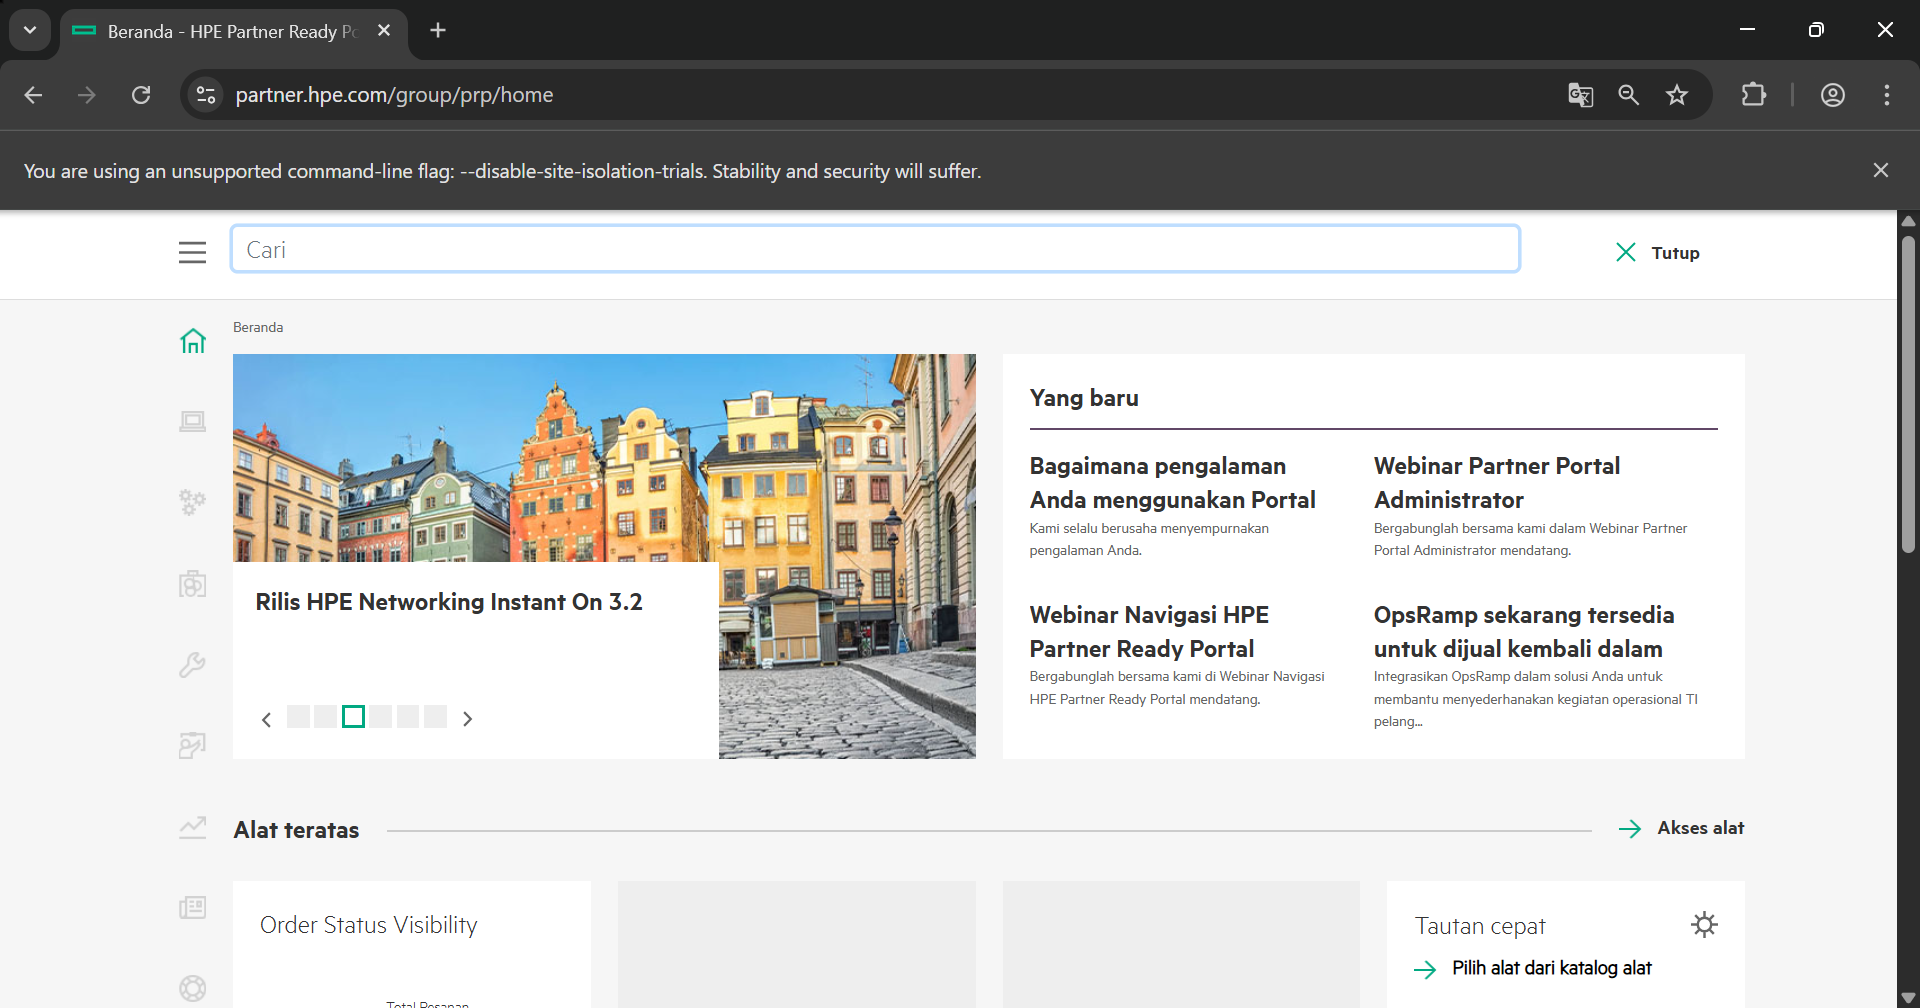 Beranda - HPE Partner Ready Po
partner.hpe.com/group/prp/home
You are using an unsupported command-line flag: --disable-site-isolation-trials. Stability and security will suffer.
Cari
Tutup
Beranda
Rilis HPE Networking Instant On 3.2
Yang baru
Bagaimana pengalaman
Anda menggunakan Portal
Kami selalu berusaha menyempurnakan
pengalaman Anda.
Webinar Partner Portal
Administrator
Bergabunglah bersama kami dalam Webinar Partner
Portal Administrator mendatang.
Webinar Navigasi HPE
Partner Ready Portal
Bergabunglah bersama kami di Webinar Navigasi
HPE Partner Ready Portal mendatang.
OpsRamp sekarang tersedia
untuk dijual kembali dalam
Integrasikan OpsRamp dalam solusi Anda untuk
membantu menyederhanakan kegiatan operasional TI
pelang...
Alat teratas
Akses alat
Order Status Visibility
Total Pesanan
Tautan cepat
Pilih alat dari katalog alat